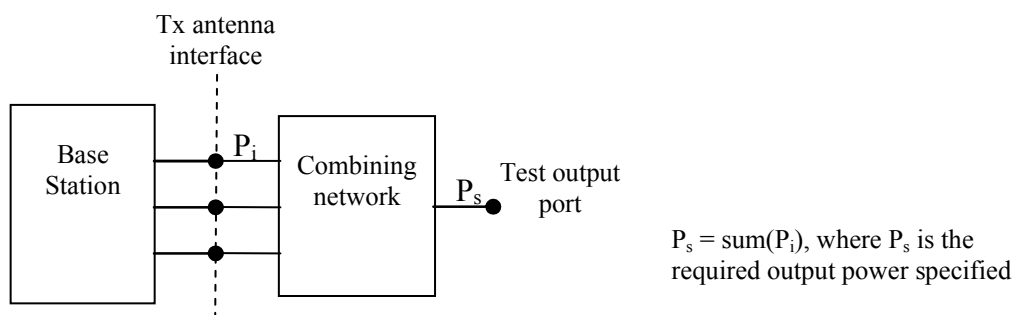 Tx antenna
interface
Base
Station
P_i
Combining
network
P_s
Test output
port
P_s = sum(P_i), where P_s is the
required output power specified